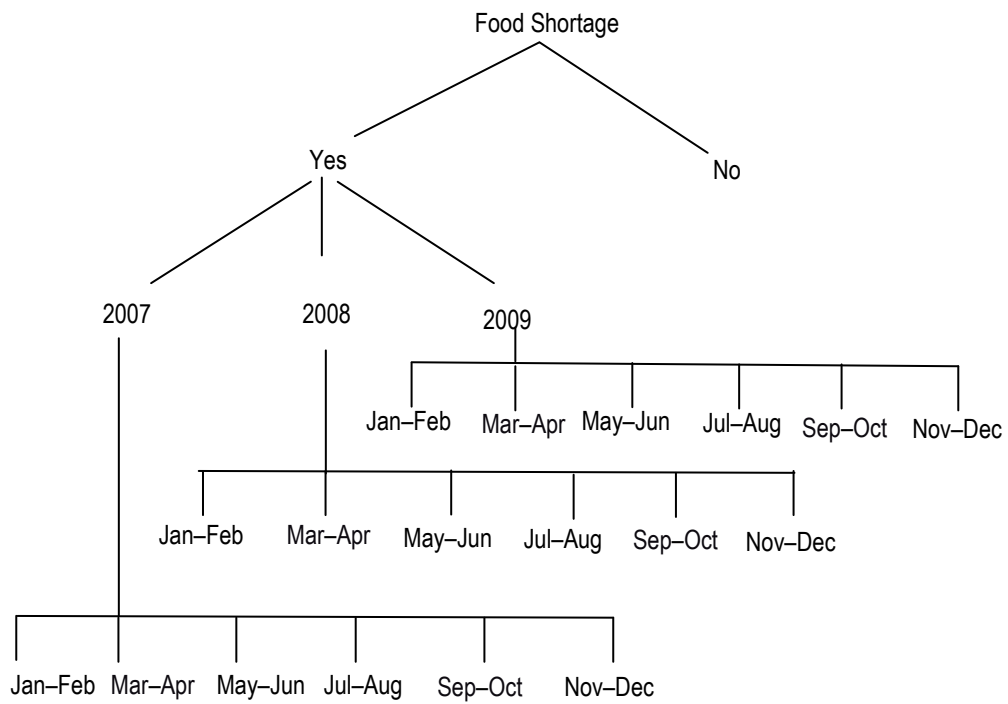 Food Shortage
Yes
No
2007 2008 2009
Jan–Feb Mar–Apr May–Jun Jul–Aug Sep–Oct Nov–Dec
Jan–Feb Mar–Apr May–Jun Jul–Aug Sep–Oct Nov–Dec
Jan–Feb Mar–Apr May–Jun Jul–Aug Sep–Oct Nov–Dec